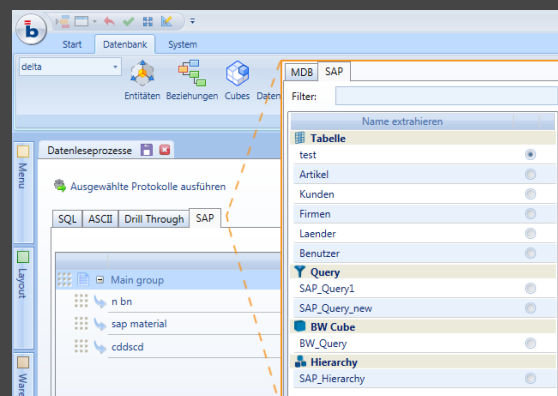 Start Datenbank System
delta
Entitäten Beziehungen Cubes Daten
MDB SAP
Filter:
Name extrahieren
Tabelle
test
Artikel
Kunden
Firmen
Laender
Benutzer
Query
SAP_Query1
SAP_Query_new
BW Cube
BW_Query
Hierarchy
SAP_Hierarchy
Menu
Layout
Ware
Datenleseprozesse
Ausgewählte Protokolle ausführen
SQL ASCII Drill Through SAP
Main group
n bn
sap material
cddscd